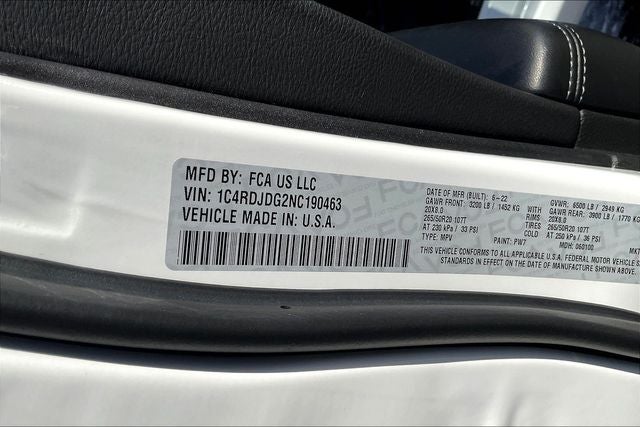 MFD BY: FCA US LLC
VIN: 1C4RDJDG2NC190463
VEHICLE MADE IN: U.S.A.
DATE OF MFR (BUILT): 6-22 GVWR: 6500 LB / 2949 KG
GAWR FRONT: 3200 LB / 1452 KG GAWR REAR: 3900 LB / 1770 KG
20X8.0 RIMS 20X8.0
265/50R20 107T TIRES 265/50R20 107T
AT 230 kPa / 33 PSI AT 250 kPa / 36 PSI
TYPE: MPV PAINT: PW7 MDH: 060100 MKT
THIS VEHICLE CONFORMS TO ALL APPLICABLE U.S.A. FEDERAL MOTOR VEHICLE S
STANDARDS IN EFFECT ON THE DATE OF MANUFACTURE SHOWN ABOVE.